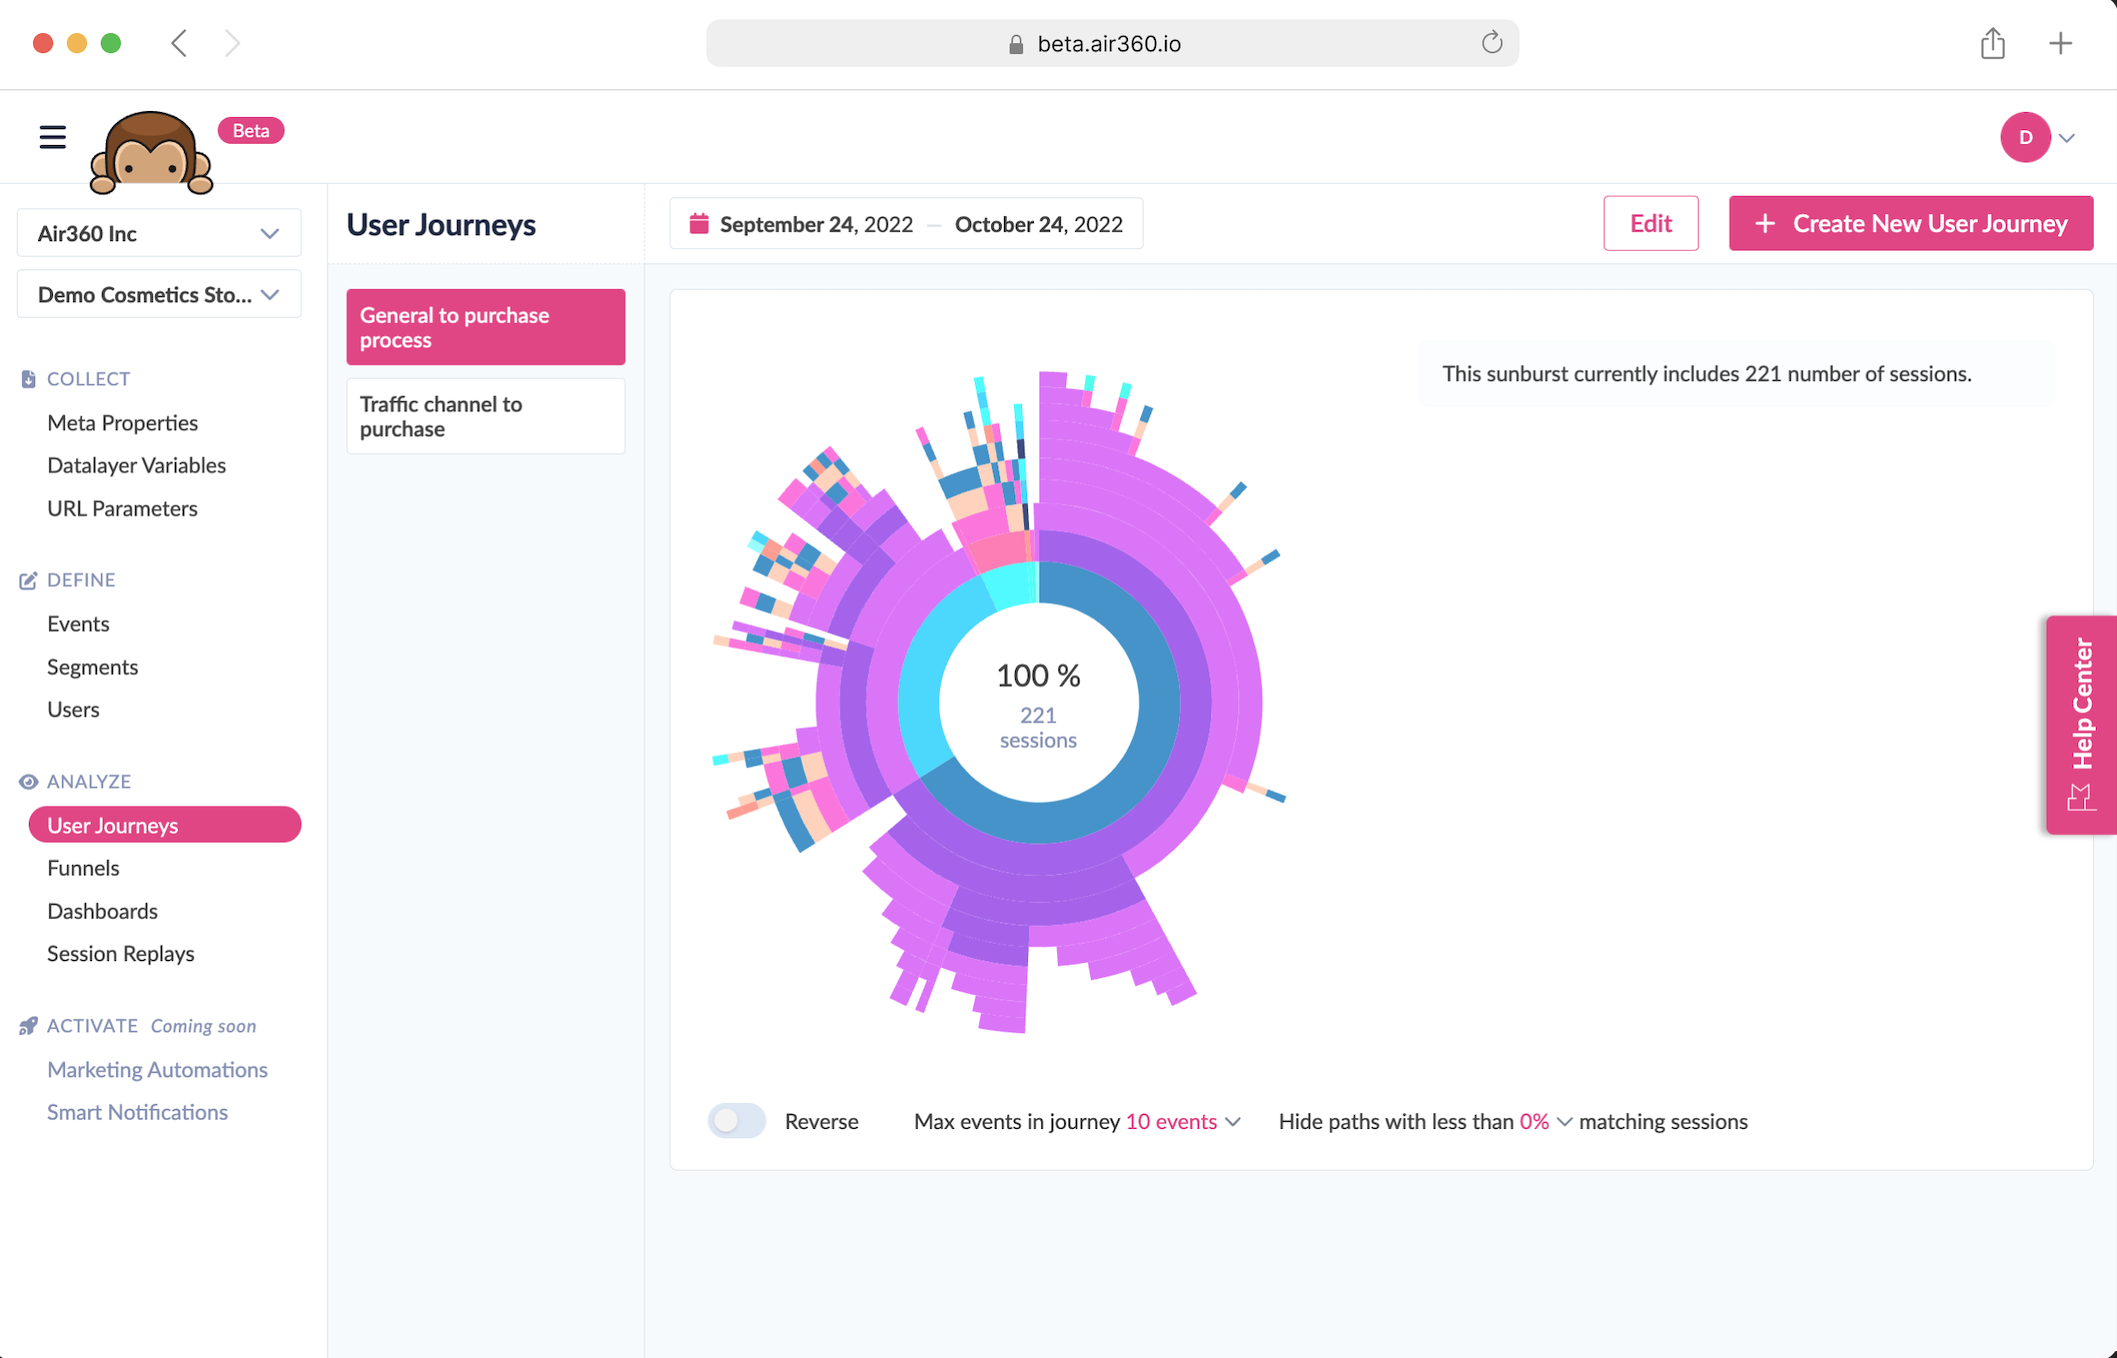 beta.air360.io
Beta
D
Air360 Inc
Demo Cosmetics Sto...
COLLECT
Meta Properties
Datalayer Variables
URL Parameters
DEFINE
Events
Segments
Users
ANALYZE
User Journeys
Funnels
Dashboards
Session Replays
ACTIVATE Coming soon
Marketing Automations
Smart Notifications
User Journeys
General to purchase
process
Traffic channel to
purchase
September 24, 2022 – October 24, 2022
Edit
+ Create New User Journey
This sunburst currently includes 221 number of sessions.
100 %
221
sessions
Reverse
Max events in journey 10 events
Hide paths with less than 0% matching sessions
Help Center